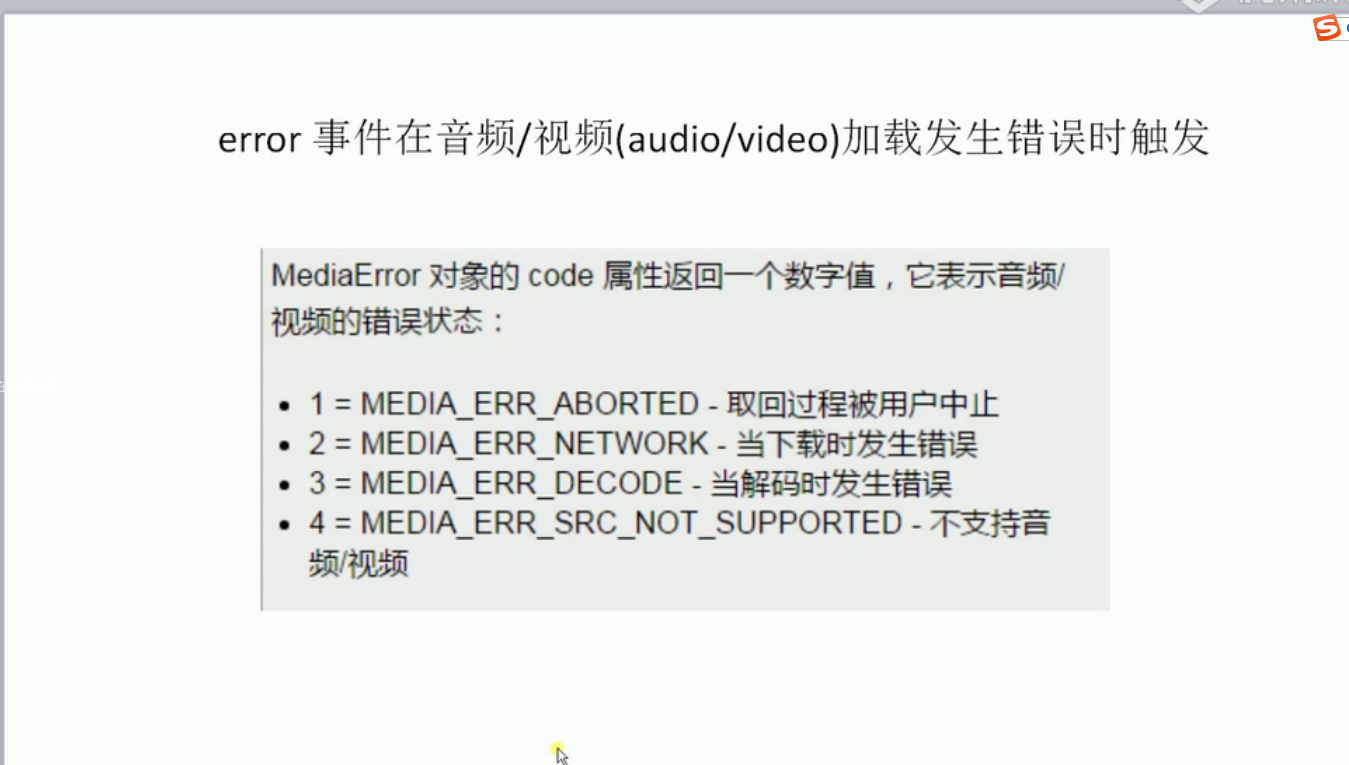 error 事件在音频/视频(audio/video)加载发生错误时触发
MediaError 对象的 code 属性返回一个数字值，它表示音频/
视频的错误状态：
• 1 = MEDIA_ERR_ABORTED - 取回过程被用户中止
• 2 = MEDIA_ERR_NETWORK - 当下载时发生错误
• 3 = MEDIA_ERR_DECODE - 当解码时发生错误
• 4 = MEDIA_ERR_SRC_NOT_SUPPORTED - 不支持音
频/视频